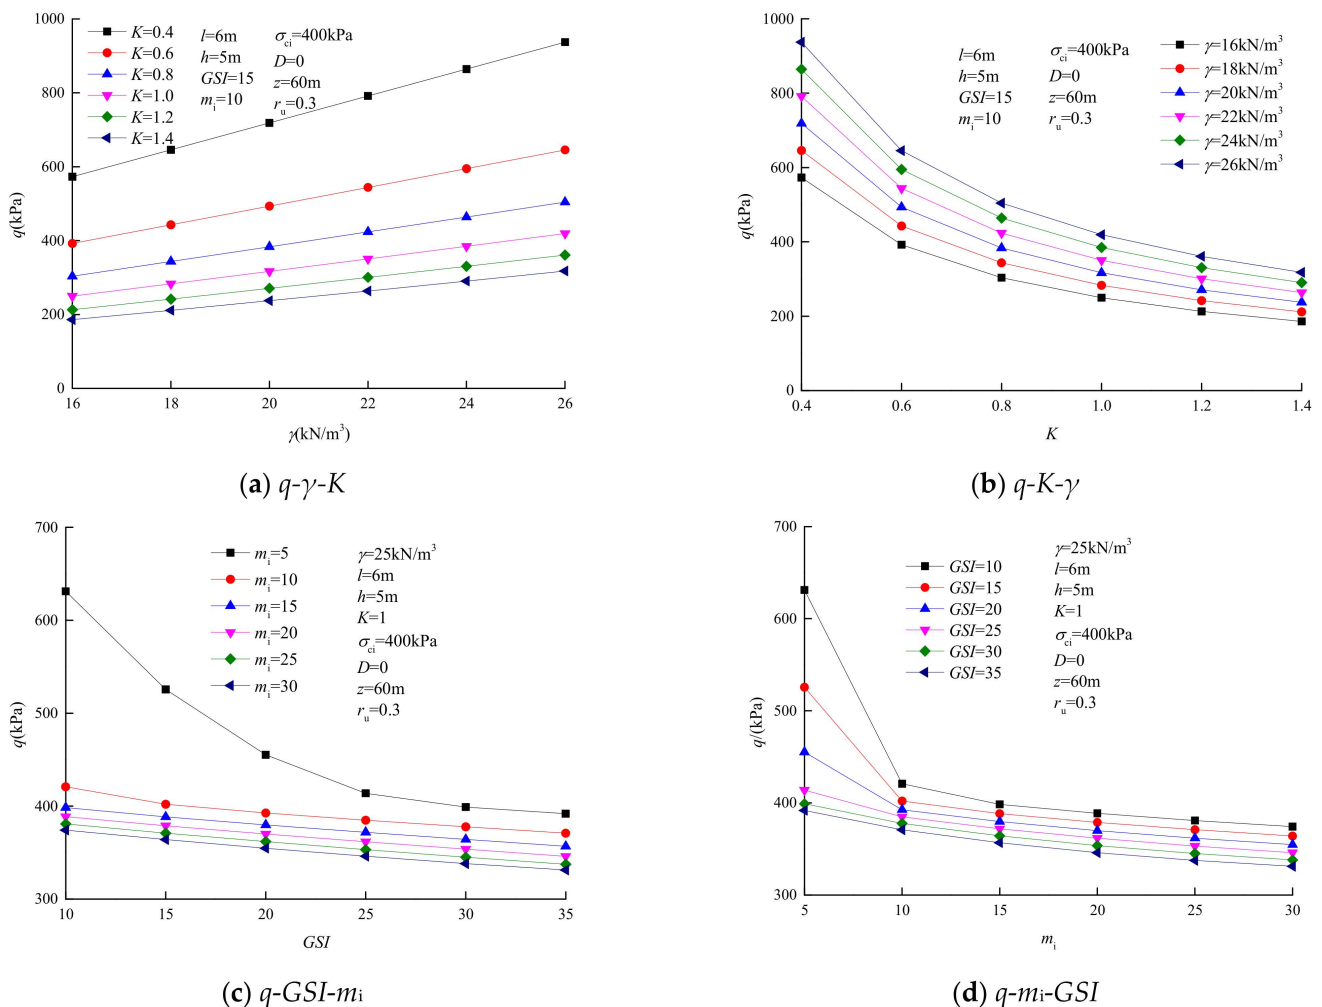 1000
800
600
400
200
0
q(kPa)
K=0.4
K=0.6
K=0.8
K=1.0
K=1.2
K=1.4
l=6m
h=5m
GSI=15
mi=10
σci=400kPa
D=0
z=60m
ru=0.3
16 18 20 22 24 26
γ(kN/m³)
(a) q-γ-K
1000
800
600
400
200
0
q(kPa)
l=6m
h=5m
GSI=15
mi=10
σci=400kPa
D=0
z=60m
ru=0.3
γ=16kN/m³
γ=18kN/m³
γ=20kN/m³
γ=22kN/m³
γ=24kN/m³
γ=26kN/m³
0.4 0.6 0.8 1.0 1.2 1.4
K
(b) q-K-γ
700
600
500
400
300
q(kPa)
mi=5
mi=10
mi=15
mi=20
mi=25
mi=30
γ=25kN/m³
l=6m
h=5m
K=1
σci=400kPa
D=0
z=60m
ru=0.3
10 15 20 25 30 35
GSI
(c) q-GSI-mi
700
600
500
400
300
q/(kPa)
GSI=10
GSI=15
GSI=20
GSI=25
GSI=30
GSI=35
γ=25kN/m³
l=6m
h=5m
K=1
σci=400kPa
D=0
z=60m
ru=0.3
5 10 15 20 25 30
mi
(d) q-mi-GSI